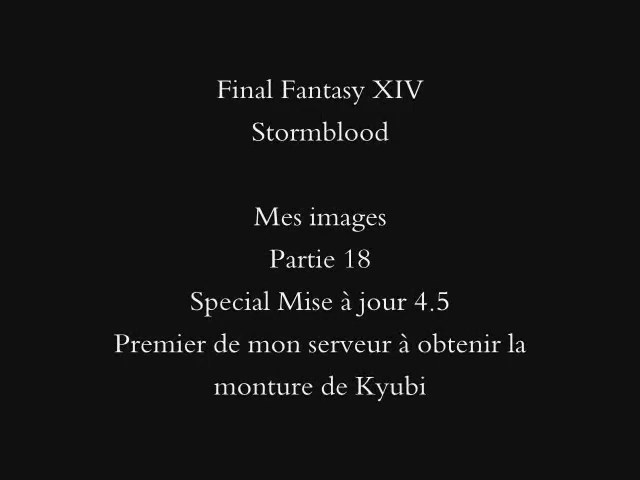 Final Fantasy XIV
Stormblood
Mes images
Partie 18
Special Mise à jour 4.5
Premier de mon serveur à obtenir la
monture de Kyubi